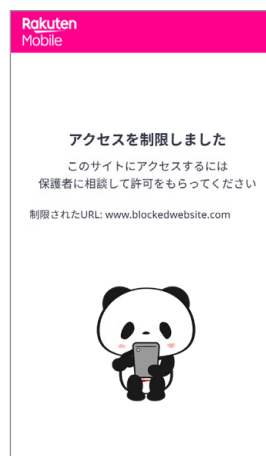 Rakuten
Mobile
アクセスを制限しました
このサイトにアクセスするには
保護者に相談して許可をもらってください
制限されたURL: www.blockedwebsite.com